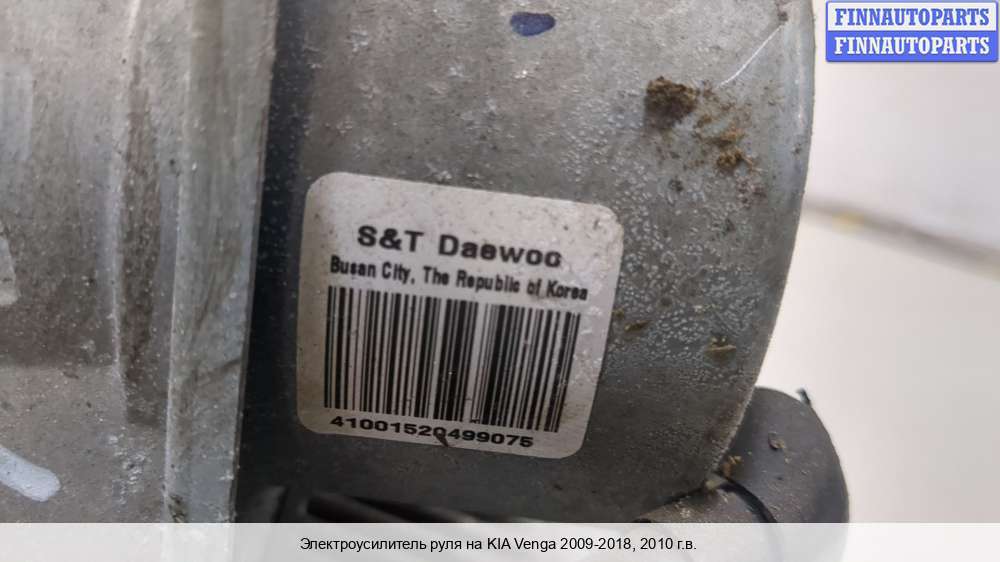 FINNAUTOPARTS
FINNAUTOPARTS
S&T Daewoo
Busan City, The Republic of Korea
41001520499075
Электроусилитель руля на KIA Venga 2009-2018, 2010 г.в.